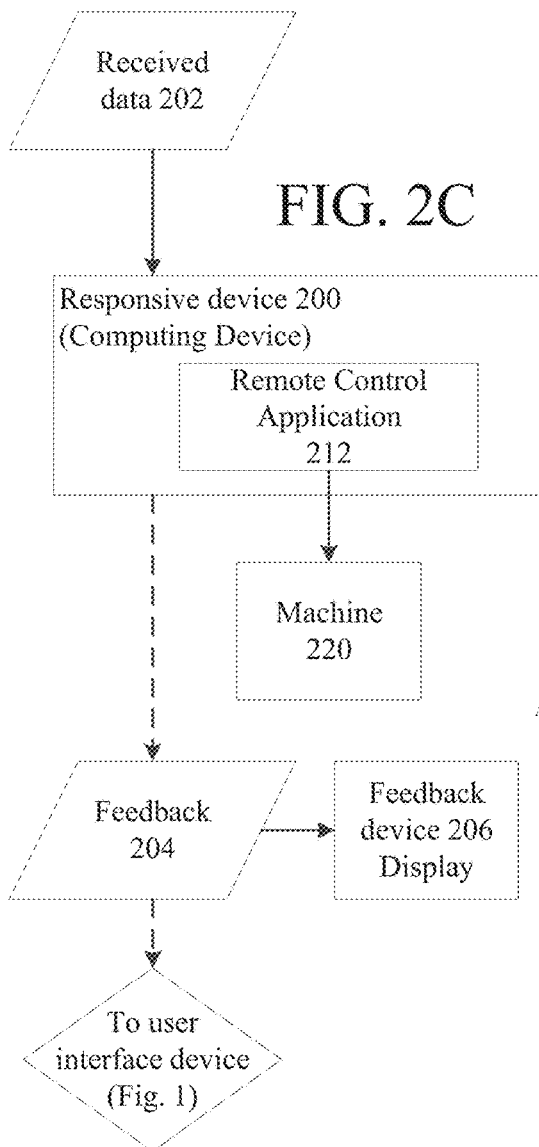 Received
data 202
FIG. 2C
Responsive device 200
(Computing Device)
Remote Control
Application
212
Machine
220
Feedback
204
Feedback
device 206
Display
To user
interface device
(Fig. 1)